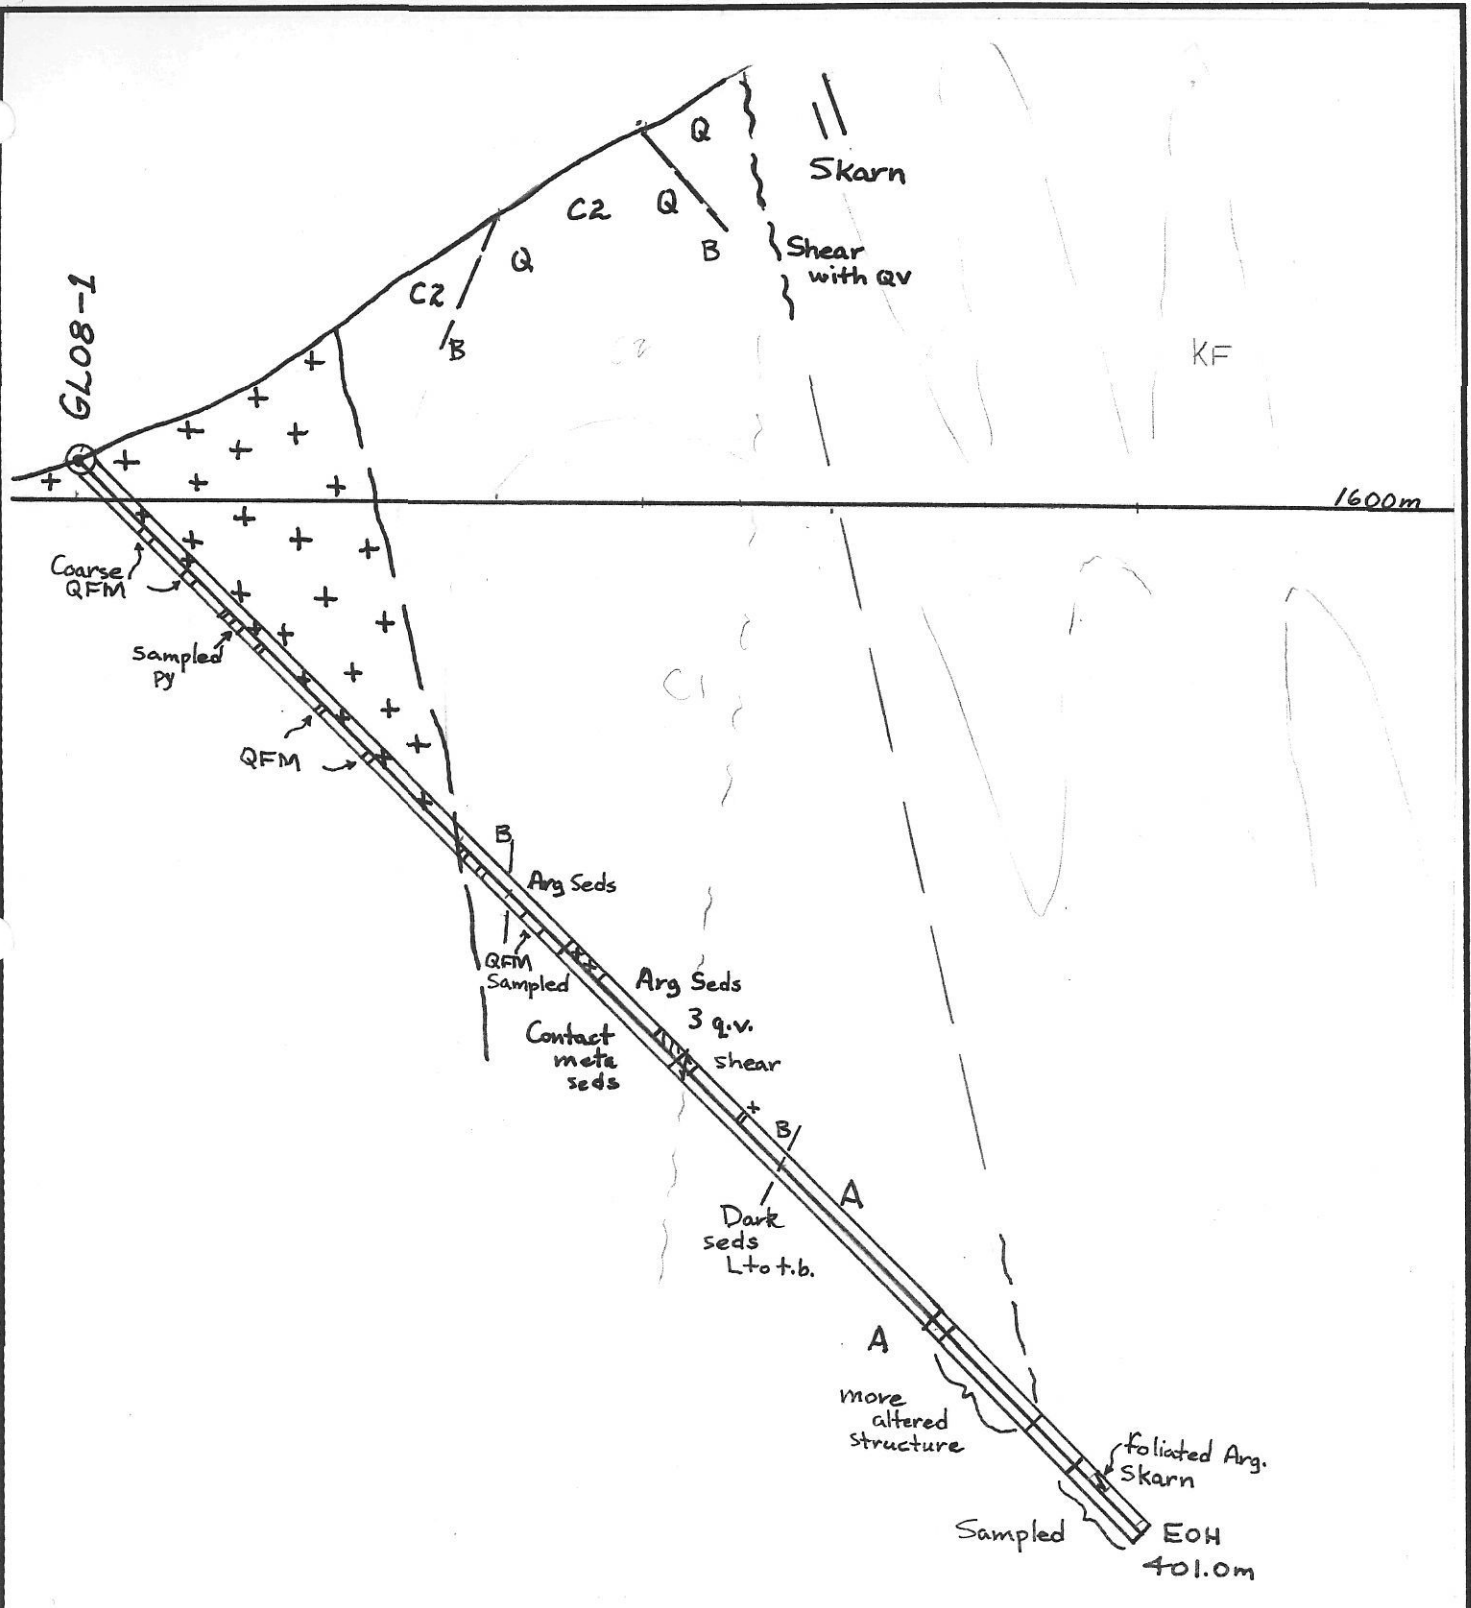 Q
Skarn
C2
Q
B
Shear
with QV
Q
C2
B
GL08-1
KF
1600m
Coarse
QFM
Sampled
Py
C1
QFM
B
Arg Seds
QFM
Sampled
Arg Seds
3 q.v.
shear
Contact
meta
seds
B
A
Dark
seds
L to t.b.
A
more
altered
structure
foliated Arg.
Skarn
Sampled
EOH
401.0m